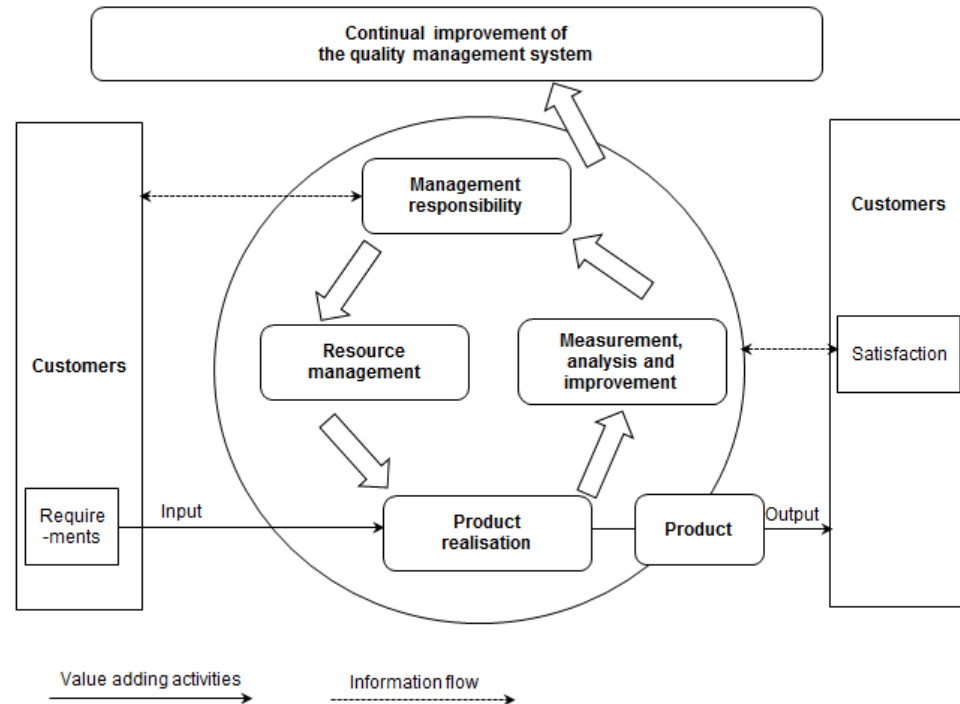 Continual improvement of
the quality management system
Management
responsibility
Customers
Customers
Resource
management
Measurement,
analysis and
improvement
Satisfaction
Require
-ments
Input
Product
realisation
Product
Output
Value adding activities
Information flow